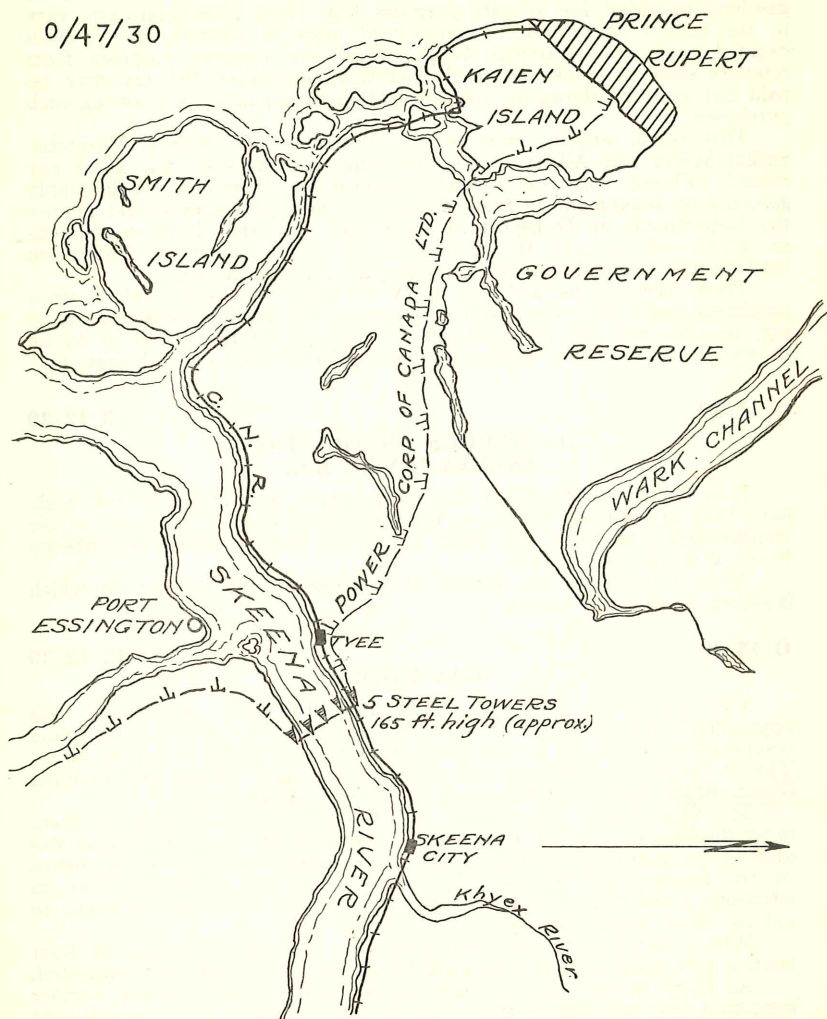 0/47/30
PRINCE
RUPERT
KAIEN
ISLAND
SMITH
ISLAND
GOVERNMENT
RESERVE
WARK CHANNEL
POWER CORP. OF CANADA LTD.
C. N. R.
SKEENA
RIVER
PORT
ESSINGTON
TYEE
5 STEEL TOWERS
165 ft. high (approx.)
SKEENA
CITY
Khyex River
N